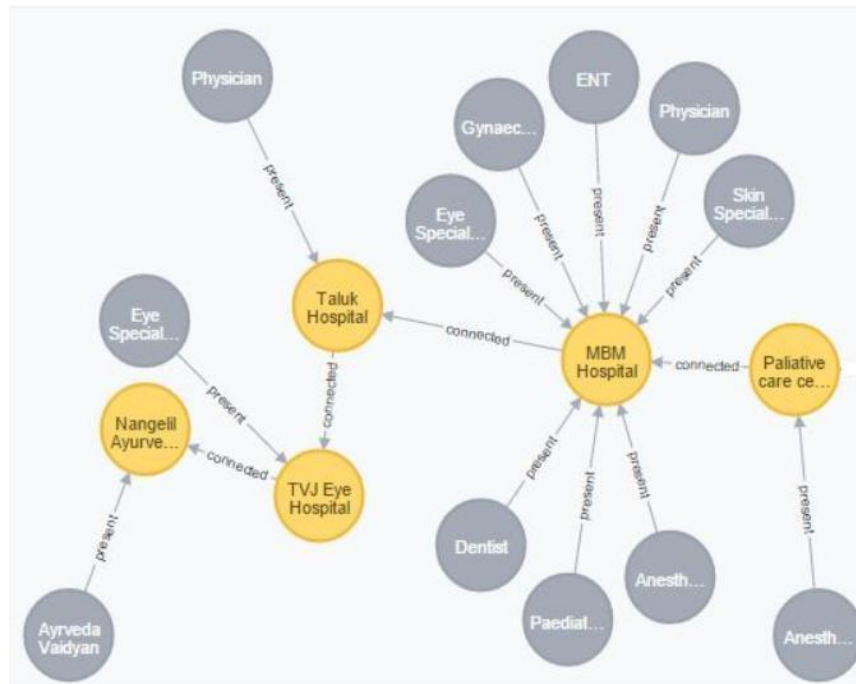 Physician
ENT
Physician
Gynaec...
Skin
Special...
Eye
Special...
present
present
present
present
present
present
Taluk
Hospital
Eye
Special...
connected
MBM
Hospital
connected
Paliative
care ce...
connected
present
Nangelil
Ayurve...
connected
TVJ Eye
Hospital
present
present
present
present
present
Dentist
Anesth...
Paediat...
Ayrveda
Vaidyan
Anesth...